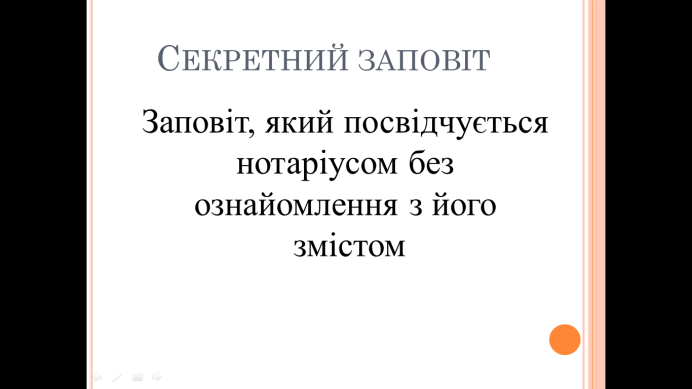 Секретний заповіт
Заповіт, який посвідчується
нотаріусом без
ознайомлення з його
змістом